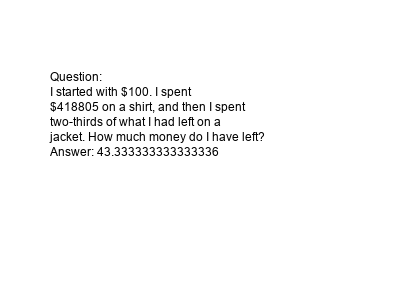 Question:
I started with $100. I spent
$418805 on a shirt, and then I spent
two-thirds of what I had left on a
jacket. How much money do I have left?
Answer: 43.333333333333336